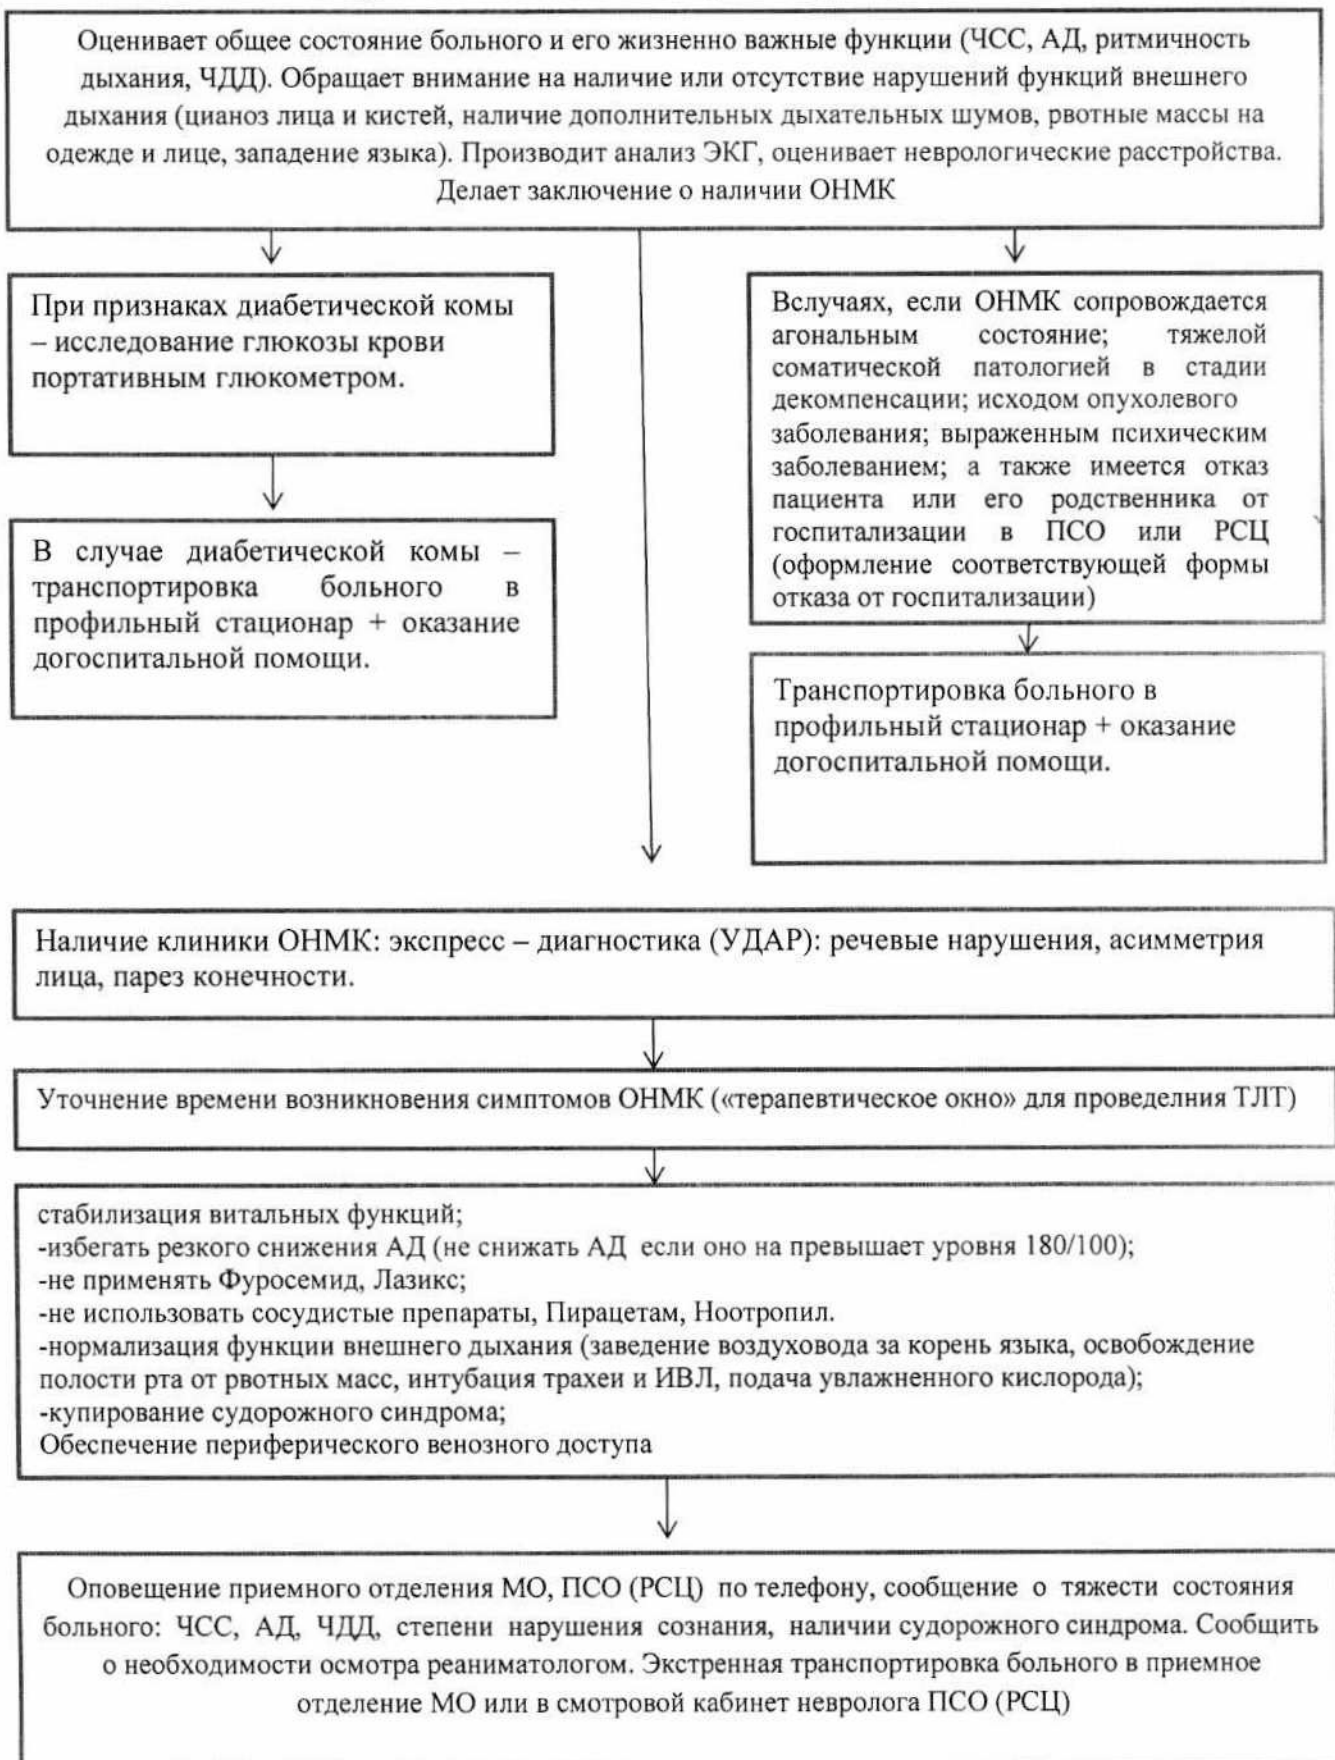 Оценивает общее состояние больного и его жизненно важные функции (ЧСС, АД, ритмичность
дыхания, ЧДД). Обращает внимание на наличие или отсутствие нарушений функций внешнего
дыхания (цианоз лица и кистей, наличие дополнительных дыхательных шумов, рвотные массы на
одежде и лице, западение языка). Производит анализ ЭКГ, оценивает неврологические расстройства.
Делает заключение о наличии ОНМК
При признаках диабетической комы
– исследование глюкозы крови
портативным глюкометром.
В случае диабетической комы –
транспортировка больного в
профильный стационар + оказание
догоспитальной помощи.
Вслучаях, если ОНМК сопровождается
агональным состояние; тяжелой
соматической патологией в стадии
декомпенсации; исходом опухолевого
заболевания; выраженным психическим
заболеванием; а также имеется отказ
пациента или его родственника от
госпитализации в ПСО или РСЦ
(оформление соответствующей формы
отказа от госпитализации)
Транспортировка больного в
профильный стационар + оказание
догоспитальной помощи.
Наличие клиники ОНМК: экспресс – диагностика (УДАР): речевые нарушения, асимметрия
лица, парез конечности.
Уточнение времени возникновения симптомов ОНМК («терапевтическое окно» для проведелния ТЛТ)
стабилизация витальных функций;
-избегать резкого снижения АД (не снижать АД если оно на превышает уровня 180/100);
-не применять Фуросемид, Лазикс;
-не использовать сосудистые препараты, Пирацетам, Ноотропил.
-нормализация функции внешнего дыхания (заведение воздуховода за корень языка, освобождение
полости рта от рвотных масс, интубация трахеи и ИВЛ, подача увлажненного кислорода);
-купирование судорожного синдрома;
Обеспечение периферического венозного доступа
Оповещение приемного отделения МО, ПСО (РСЦ) по телефону, сообщение о тяжести состояния
больного: ЧСС, АД, ЧДД, степени нарушения сознания, наличии судорожного синдрома. Сообщить
о необходимости осмотра реаниматологом. Экстренная транспортировка больного в приемное
отделение МО или в смотровой кабинет невролога ПСО (РСЦ)